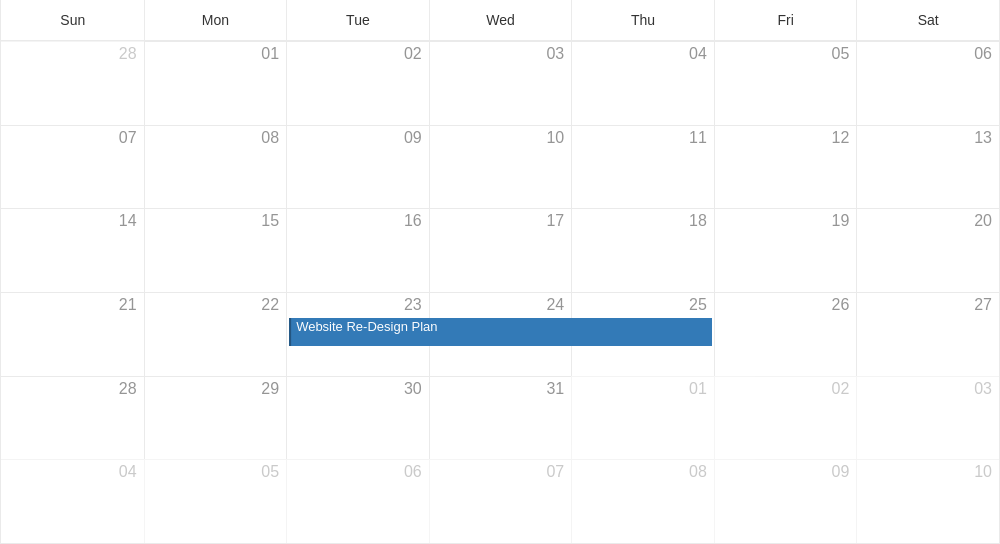 Sun Mon Tue Wed Thu Fri Sat
28 01 02 03 04 05 06
07 08 09 10 11 12 13
14 15 16 17 18 19 20
21 22 23 24 25 26 27
Website Re-Design Plan
28 29 30 31 01 02 03
04 05 06 07 08 09 10